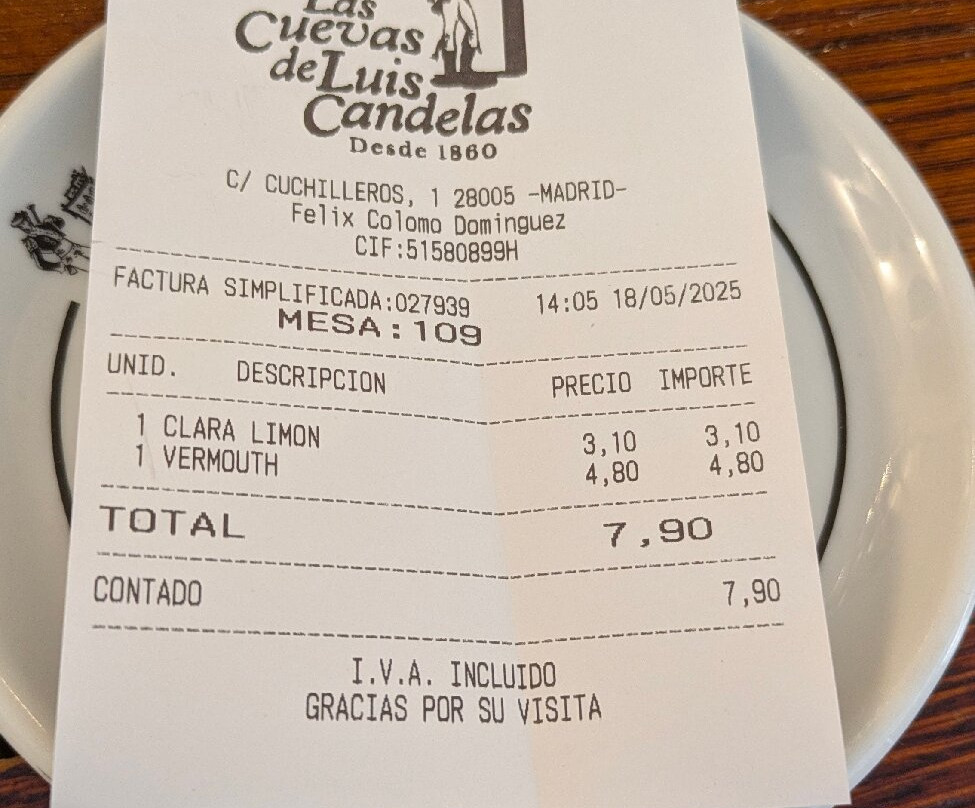 Las
Cuevas
de Luis
Candelas
Desde 1860
C/ CUCHILLEROS, 1 28005 -MADRID-
Felix Colomo Dominguez
CIF:51580899H
FACTURA SIMPLIFICADA:027939 14:05 18/05/2025
MESA:109
UNID. DESCRIPCION PRECIO IMPORTE
1 CLARA LIMON 3,10 3,10
1 VERMOUTH 4,80 4,80
TOTAL 7,90
CONTADO 7,90
I.V.A. INCLUIDO
GRACIAS POR SU VISITA